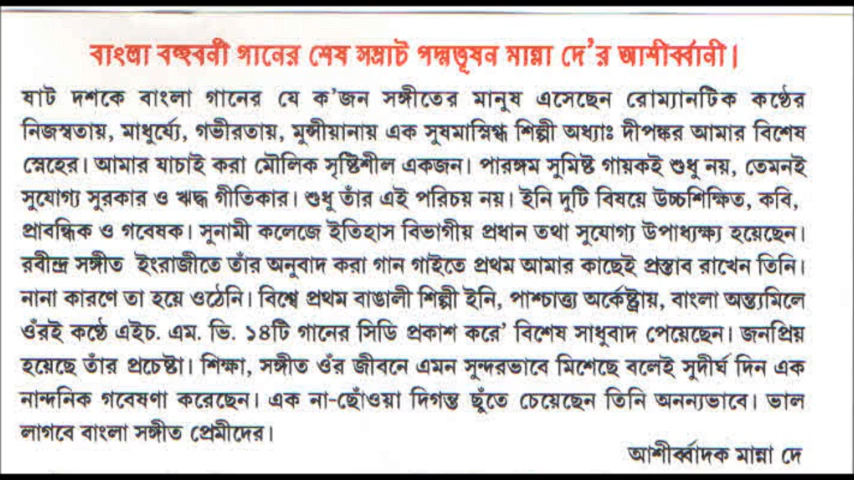 বাংলা বহুবর্ণী গানের শেষ সম্রাট পদ্মভূষন মান্না দে'র আশীর্ব্বানী।
ষাট দশকে বাংলা গানের যে ক'জন সঙ্গীতের মানুষ এসেছেন রোম্যানটিক কণ্ঠের
নিজস্বতায়, মাধুর্য্যে, গভীরতায়, মুন্সীয়ানায় এক সুষমাস্নিগ্ধ শিল্পী অধ্যাঃ দীপঙ্কর আমার বিশেষ
স্নেহের। আমার যাচাই করা মৌলিক সৃষ্টিশীল একজন। পারঙ্গম সুমিষ্ট গায়কই শুধু নয়, তেমনই
সুযোগ্য সুরকার ও ঋদ্ধ গীতিকার। শুধু তাঁর এই পরিচয় নয়। ইনি দুটি বিষয়ে উচ্চশিক্ষিত, কবি,
প্রাবন্ধিক ও গবেষক। সুনামী কলেজে ইতিহাস বিভাগীয় প্রধান তথা সুযোগ্য উপাধ্যক্ষ্য হয়েছেন।
রবীন্দ্র সঙ্গীত ইংরাজীতে তাঁর অনুবাদ করা গান গাইতে প্রথম আমার কাছেই প্রস্তাব রাখেন তিনি।
নানা কারণে তা হয়ে ওঠেনি। বিশ্বে প্রথম বাঙালী শিল্পী ইনি, পাশ্চাত্ত্য অর্কেষ্ট্রায়, বাংলা অন্ত্যমিলে
ওঁরই কণ্ঠে এইচ. এম. ভি. ১৪টি গানের সিডি প্রকাশ করে' বিশেষ সাধুবাদ পেয়েছেন। জনপ্রিয়
হয়েছে তাঁর প্রচেষ্টা। শিক্ষা, সঙ্গীত ওঁর জীবনে এমন সুন্দরভাবে মিশেছে বলেই সুদীর্ঘ দিন এক
নান্দনিক গবেষণা করেছেন। এক না-ছোঁওয়া দিগন্ত ছুঁতে চেয়েছেন তিনি অনন্যভাবে। ভাল
লাগবে বাংলা সঙ্গীত প্রেমীদের।
আশীর্ব্বাদক মান্না দে